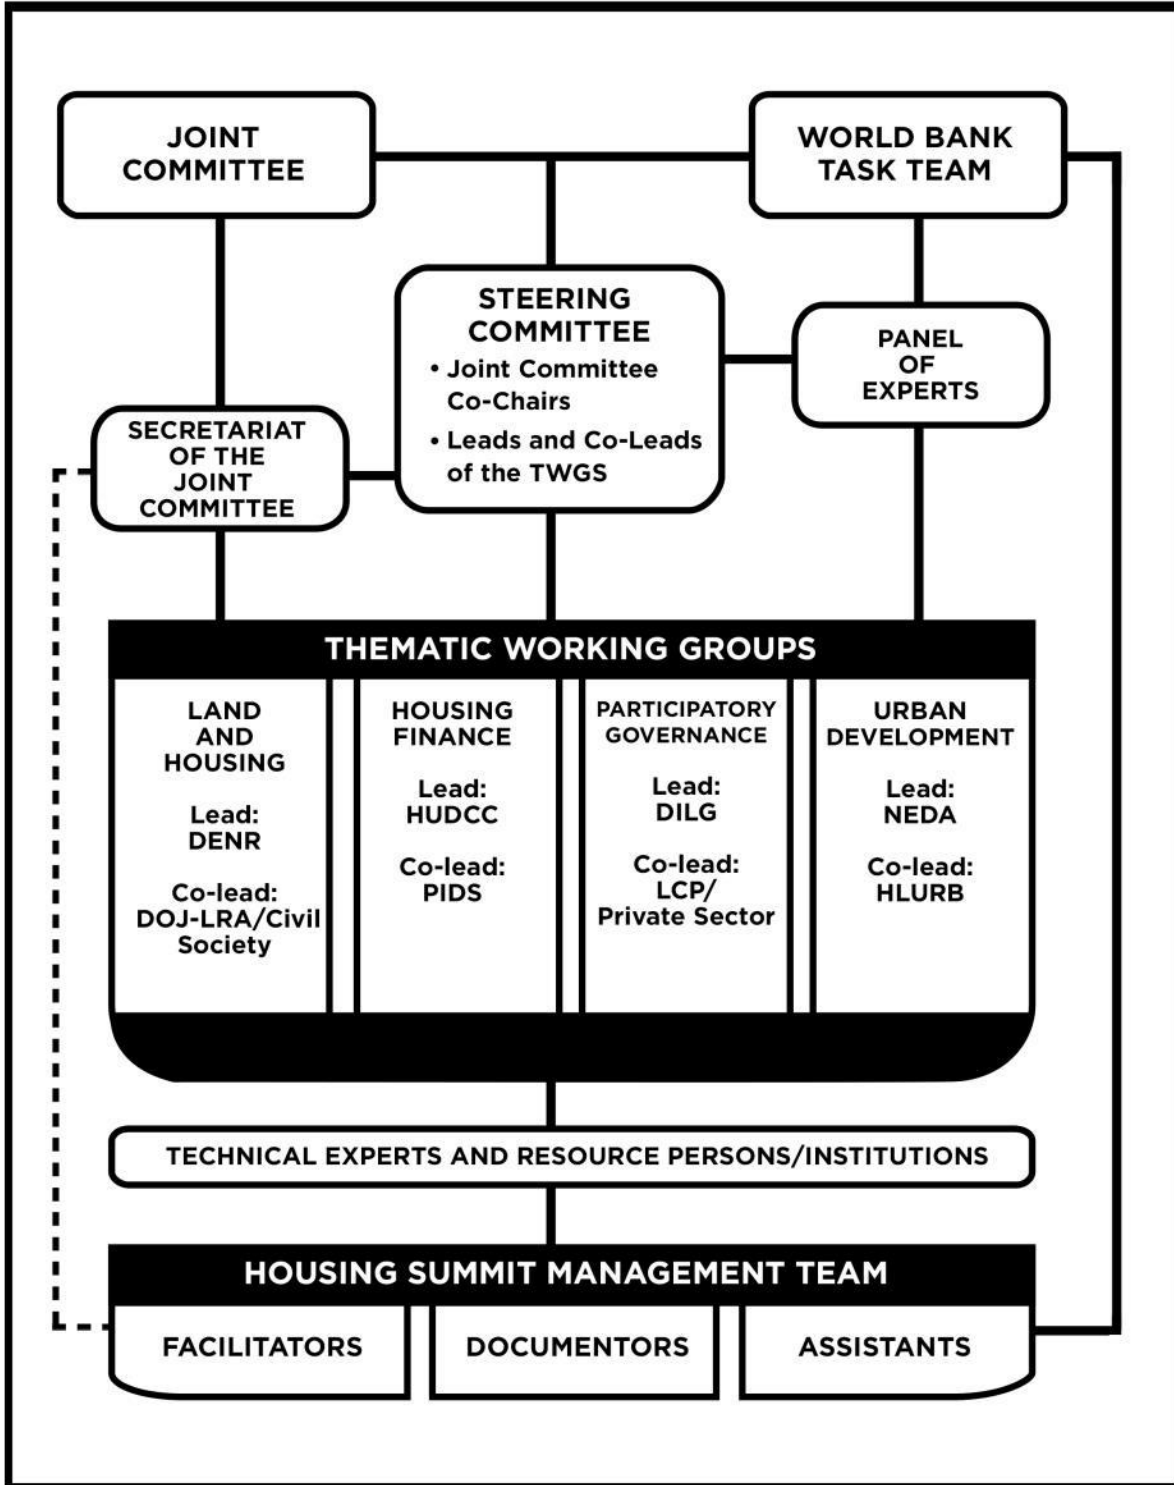 JOINT
COMMITTEE
WORLD BANK
TASK TEAM
STEERING
COMMITTEE
• Joint Committee
Co-Chairs
• Leads and Co-Leads
of the TWGS
PANEL
OF
EXPERTS
SECRETARIAT
OF THE
JOINT
COMMITTEE
THEMATIC WORKING GROUPS
LAND
AND
HOUSING
Lead:
DENR
Co-lead:
DOJ-LRA/Civil
Society
HOUSING
FINANCE
Lead:
HUDCC
Co-lead:
PIDS
PARTICIPATORY
GOVERNANCE
Lead:
DILG
Co-lead:
LCP/
Private Sector
URBAN
DEVELOPMENT
Lead:
NEDA
Co-lead:
HLURB
TECHNICAL EXPERTS AND RESOURCE PERSONS/INSTITUTIONS
HOUSING SUMMIT MANAGEMENT TEAM
FACILITATORS
DOCUMENTORS
ASSISTANTS